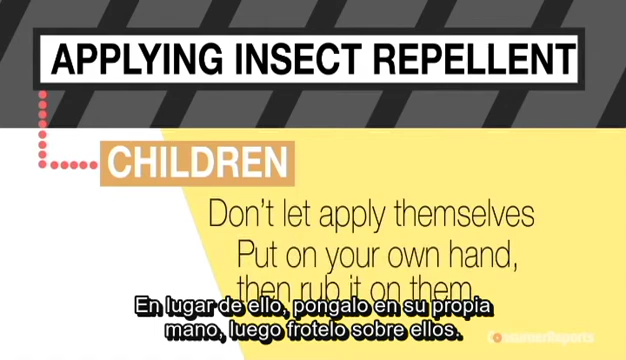 APPLYING INSECT REPELLENT
CHILDREN
Don't let apply themselves
Put on your own hand,
then rub it on them
En lugar de ello, pongalo en su propia
mano, luego frotelo sobre ellos.
ConsumerReports